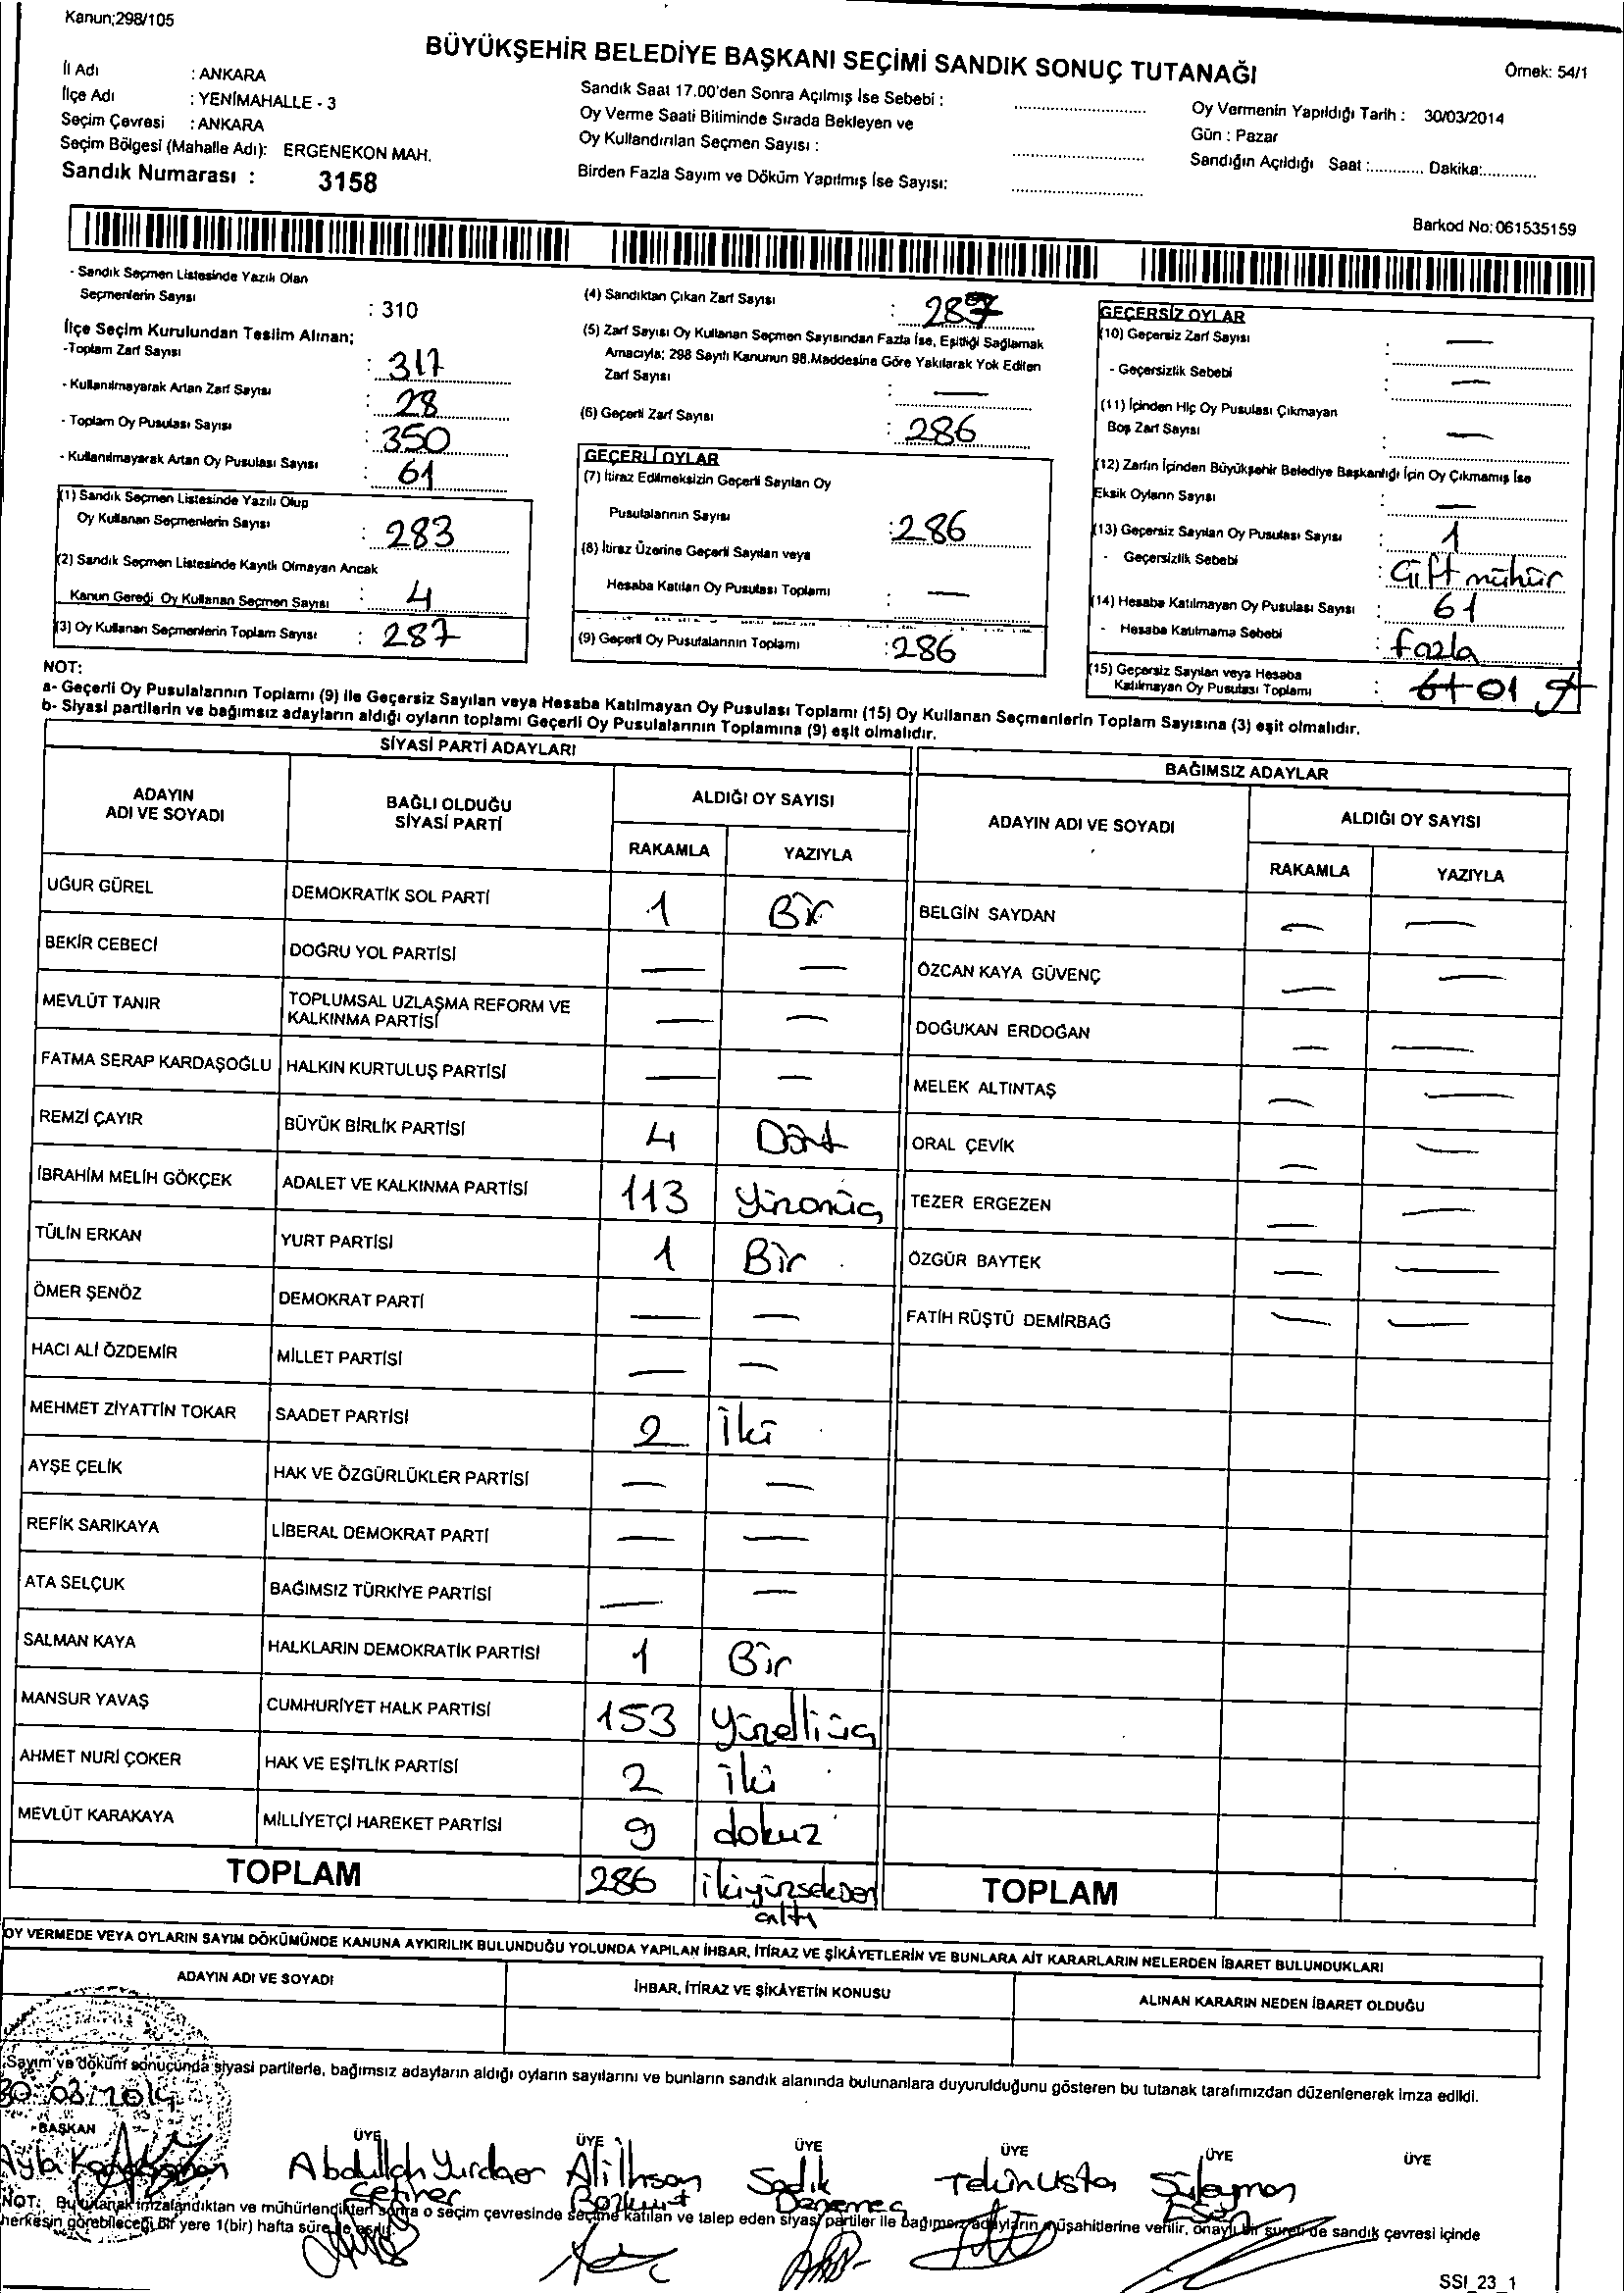 Kanun;298/105
BÜYÜKŞEHİR BELEDİYE BAŞKANI SEÇİMİ SANDIK SONUÇ TUTANAĞI
Örnek: 54/1
İl Adı : ANKARA
İlçe Adı : YENİMAHALLE - 3
Seçim Çevresi : ANKARA
Seçim Bölgesi (Mahalle Adı): ERGENEKON MAH.
Sandık Numarası : 3158
Sandık Saat 17.00'den Sonra Açılmış İse Sebebi :
Oy Verme Saati Bitiminde Sırada Bekleyen ve
Oy Kullandırılan Seçmen Sayısı :
Birden Fazla Sayım ve Döküm Yapılmış İse Sayısı:
Oy Vermenin Yapıldığı Tarih : 30/03/2014
Gün : Pazar
Sandığın Açıldığı Saat :............ Dakika:............
Barkod No: 061535159
- Sandık Seçmen Listesinde Yazılı Olan
Seçmenlerin Sayısı : 310
İlçe Seçim Kurulundan Teslim Alınan;
-Toplam Zarf Sayısı : 317
- Kullanılmayarak Artan Zarf Sayısı : 28
- Toplam Oy Pusulası Sayısı : 350
- Kullanılmayarak Artan Oy Pusulası Sayısı : 61
(1) Sandık Seçmen Listesinde Yazılı Olup
Oy Kullanan Seçmenlerin Sayısı : 283
(2) Sandık Seçmen Listesinde Kayıtlı Olmayan Ancak
Kanun Gereği Oy Kullanan Seçmen Sayısı : 4
(3) Oy Kullanan Seçmenlerin Toplam Sayısı : 287
(4) Sandıktan Çıkan Zarf Sayısı : 287
(5) Zarf Sayısı Oy Kullanan Seçmen Sayısından Fazla İse, Eşitliği Sağlamak
Amacıyla; 298 Sayılı Kanunun 98.Maddesine Göre Yakılarak Yok Edilen
Zarf Sayısı : —
(6) Geçerli Zarf Sayısı : 286
GEÇERLİ OYLAR
(7) İtiraz Edilmeksizin Geçerli Sayılan Oy
Pusulalarının Sayısı : 286
(8) İtiraz Üzerine Geçerli Sayılan veya
Hesaba Katılan Oy Pusulası Toplamı : —
(9) Geçerli Oy Pusulalarının Toplamı : 286
GEÇERSİZ OYLAR
(10) Geçersiz Zarf Sayısı : —
- Geçersizlik Sebebi : —
(11) İçinden Hiç Oy Pusulası Çıkmayan
Boş Zarf Sayısı : —
(12) Zarfın İçinden Büyükşehir Belediye Başkanlığı İçin Oy Çıkmamış İse
Eksik Oyların Sayısı : —
(13) Geçersiz Sayılan Oy Pusulası Sayısı : 1
- Geçersizlik Sebebi : Çift mühür
(14) Hesaba Katılmayan Oy Pusulası Sayısı : 61
- Hesaba Katılmama Sebebi : fazla
(15) Geçersiz Sayılan veya Hesaba
Katılmayan Oy Pusulası Toplamı : 61 01
NOT:
a- Geçerli Oy Pusulalarının Toplamı (9) ile Geçersiz Sayılan veya Hesaba Katılmayan Oy Pusulası Toplamı (15) Oy Kullanan Seçmenlerin Toplam Sayısına (3) eşit olmalıdır.
b- Siyasi partilerin ve bağımsız adayların aldığı oyların toplamı Geçerli Oy Pusulalarının Toplamına (9) eşit olmalıdır.
SİYASİ PARTİ ADAYLARI
ADAYIN ADI VE SOYADI
BAĞLI OLDUĞU SİYASİ PARTİ
ALDIĞI OY SAYISI
RAKAMLA YAZIYLA
UĞUR GÜREL DEMOKRATİK SOL PARTİ 1 Bir
BEKİR CEBECİ DOĞRU YOL PARTİSİ — —
MEVLÜT TANIR TOPLUMSAL UZLAŞMA REFORM VE KALKINMA PARTİSİ — —
FATMA SERAP KARDAŞOĞLU HALKIN KURTULUŞ PARTİSİ — —
REMZİ ÇAYIR BÜYÜK BİRLİK PARTİSİ 4 Dört
İBRAHİM MELİH GÖKÇEK ADALET VE KALKINMA PARTİSİ 113 yüzonüç
TÜLİN ERKAN YURT PARTİSİ 1 Bir
ÖMER ŞENÖZ DEMOKRAT PARTİ — —
HACI ALİ ÖZDEMİR MİLLET PARTİSİ — —
MEHMET ZİYATTİN TOKAR SAADET PARTİSİ 2 İki
AYŞE ÇELİK HAK VE ÖZGÜRLÜKLER PARTİSİ — —
REFİK SARIKAYA LİBERAL DEMOKRAT PARTİ — —
ATA SELÇUK BAĞIMSIZ TÜRKİYE PARTİSİ — —
SALMAN KAYA HALKLARIN DEMOKRATİK PARTİSİ 1 Bir
MANSUR YAVAŞ CUMHURİYET HALK PARTİSİ 153 yüzelliüç
AHMET NURİ ÇOKER HAK VE EŞİTLİK PARTİSİ 2 iki
MEVLÜT KARAKAYA MİLLİYETÇİ HAREKET PARTİSİ 9 dokuz
TOPLAM 286 ikiyüzseksen altı
BAĞIMSIZ ADAYLAR
ADAYIN ADI VE SOYADI
ALDIĞI OY SAYISI
RAKAMLA YAZIYLA
BELGİN SAYDAN — —
ÖZCAN KAYA GÜVENÇ — —
DOĞUKAN ERDOĞAN — —
MELEK ALTINTAŞ — —
ORAL ÇEVİK — —
TEZER ERGEZEN — —
ÖZGÜR BAYTEK — —
FATİH RÜŞTÜ DEMİRBAĞ — —
TOPLAM
OY VERMEDE VEYA OYLARIN SAYIM DÖKÜMÜNDE KANUNA AYKIRILIK BULUNDUĞU YOLUNDA YAPILAN İHBAR, İTİRAZ VE ŞİKÂYETLERİN VE BUNLARA AİT KARARLARIN NELERDEN İBARET BULUNDUKLARI
ADAYIN ADI VE SOYADI
İHBAR, İTİRAZ VE ŞİKÂYETİN KONUSU
ALINAN KARARIN NEDEN İBARET OLDUĞU
Sayım ve döküm sonucunda siyasi partilerle, bağımsız adayların aldığı oyların sayılarını ve bunların sandık alanında bulunanlara duyurulduğunu gösteren bu tutanak tarafımızdan düzenlenerek imza edildi.
30.03.2014
BAŞKAN ÜYE ÜYE ÜYE ÜYE ÜYE ÜYE
Ayla
Abdullah Yurdaer Çetiner
Ali İhsan Bozkurt
Sadık
Telün Usta
Süleyman
NOT: Bu tutanak imzalandıktan ve mühürlendikten sonra o seçim çevresinde seçime katılan ve talep eden siyasi partiler ile bağımsız adayların müşahitlerine verilir, onaylı bir sureti de sandık çevresi içinde
herkesin görebileceği bir yere 1(bir) hafta süre ile asılır.
SSI_23_1